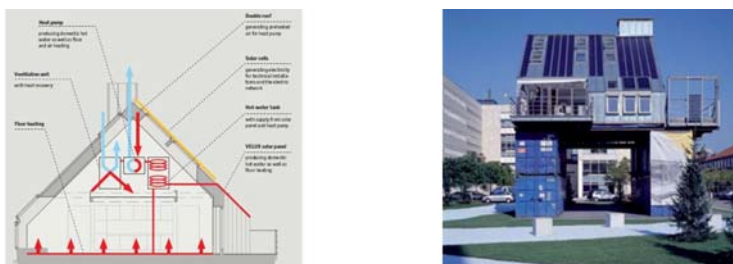 Heat pump
producing domestic hot
water as well as floor
and air heating
Ventilation unit
with heat recovery
Floor heating
Double roof
generating preheated
air for heat pump
Solar cells
generating electricity
for technical installa-
tions and the electric
network
Hot water tank
with supply from solar
panel and heat pump
VELUX solar panel
producing domestic
hot water as well as
floor heating